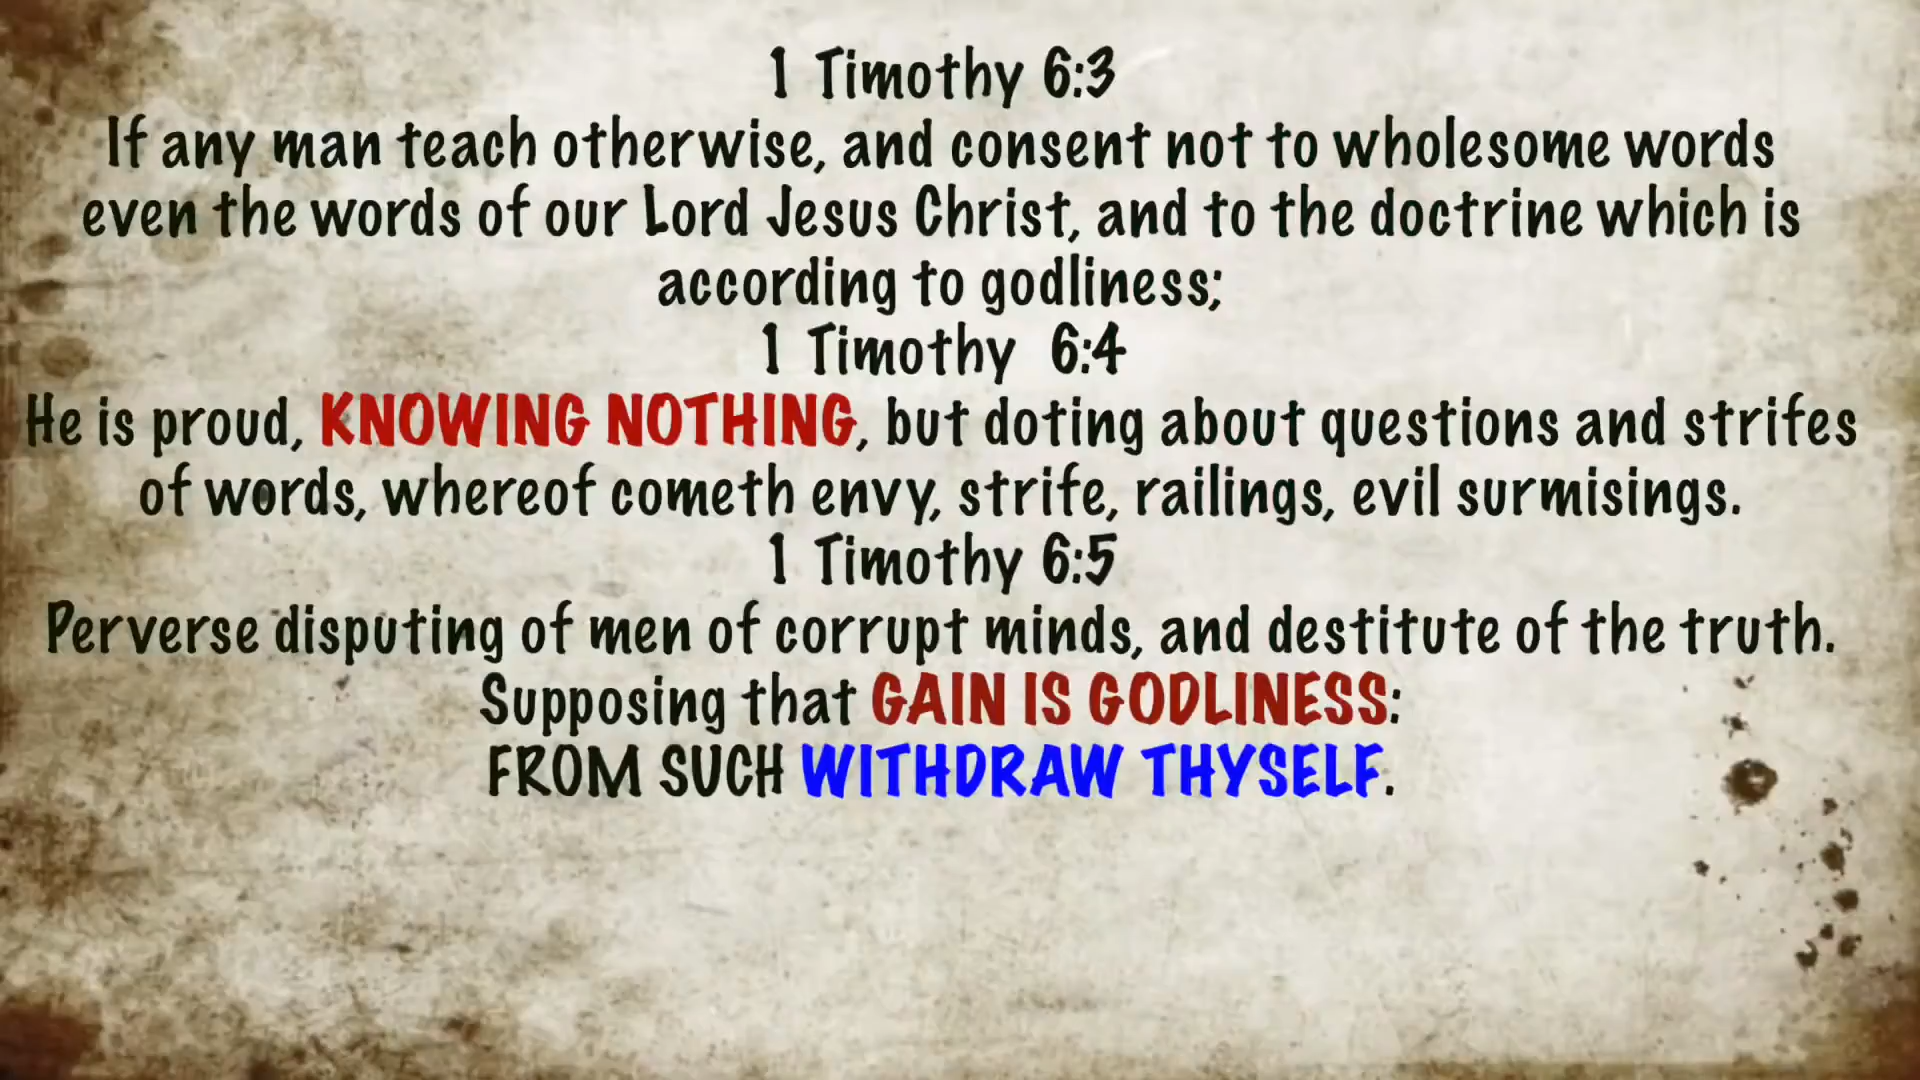 1 Timothy 6:3
If any man teach otherwise, and consent not to wholesome words
even the words of our Lord Jesus Christ, and to the doctrine which is
according to godliness;
1 Timothy 6:4
He is proud, KNOWING NOTHING, but doting about questions and strifes
of words, whereof cometh envy, strife, railings, evil surmisings.
1 Timothy 6:5
Perverse disputing of men of corrupt minds, and destitute of the truth.
Supposing that GAIN IS GODLINESS:
FROM SUCH WITHDRAW THYSELF.